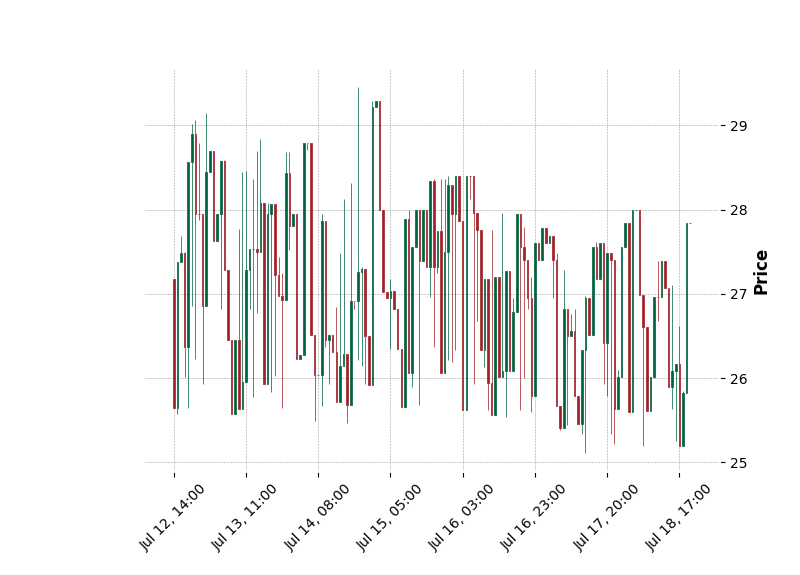 29
28
27
26
25
Price
Jul 12, 14:00
Jul 13, 11:00
Jul 14, 08:00
Jul 15, 05:00
Jul 16, 03:00
Jul 16, 23:00
Jul 17, 20:00
Jul 18, 17:00